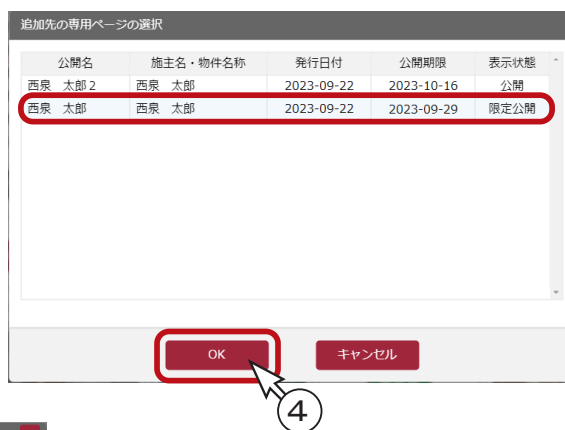 追加先の専用ページの選択
公開名 施主名・物件名称 発行日付 公開期限 表示状態
西泉 太郎2 西泉 太郎 2023-09-22 2023-10-16 公開
西泉 太郎 西泉 太郎 2023-09-22 2023-09-29 限定公開
OK キャンセル
④